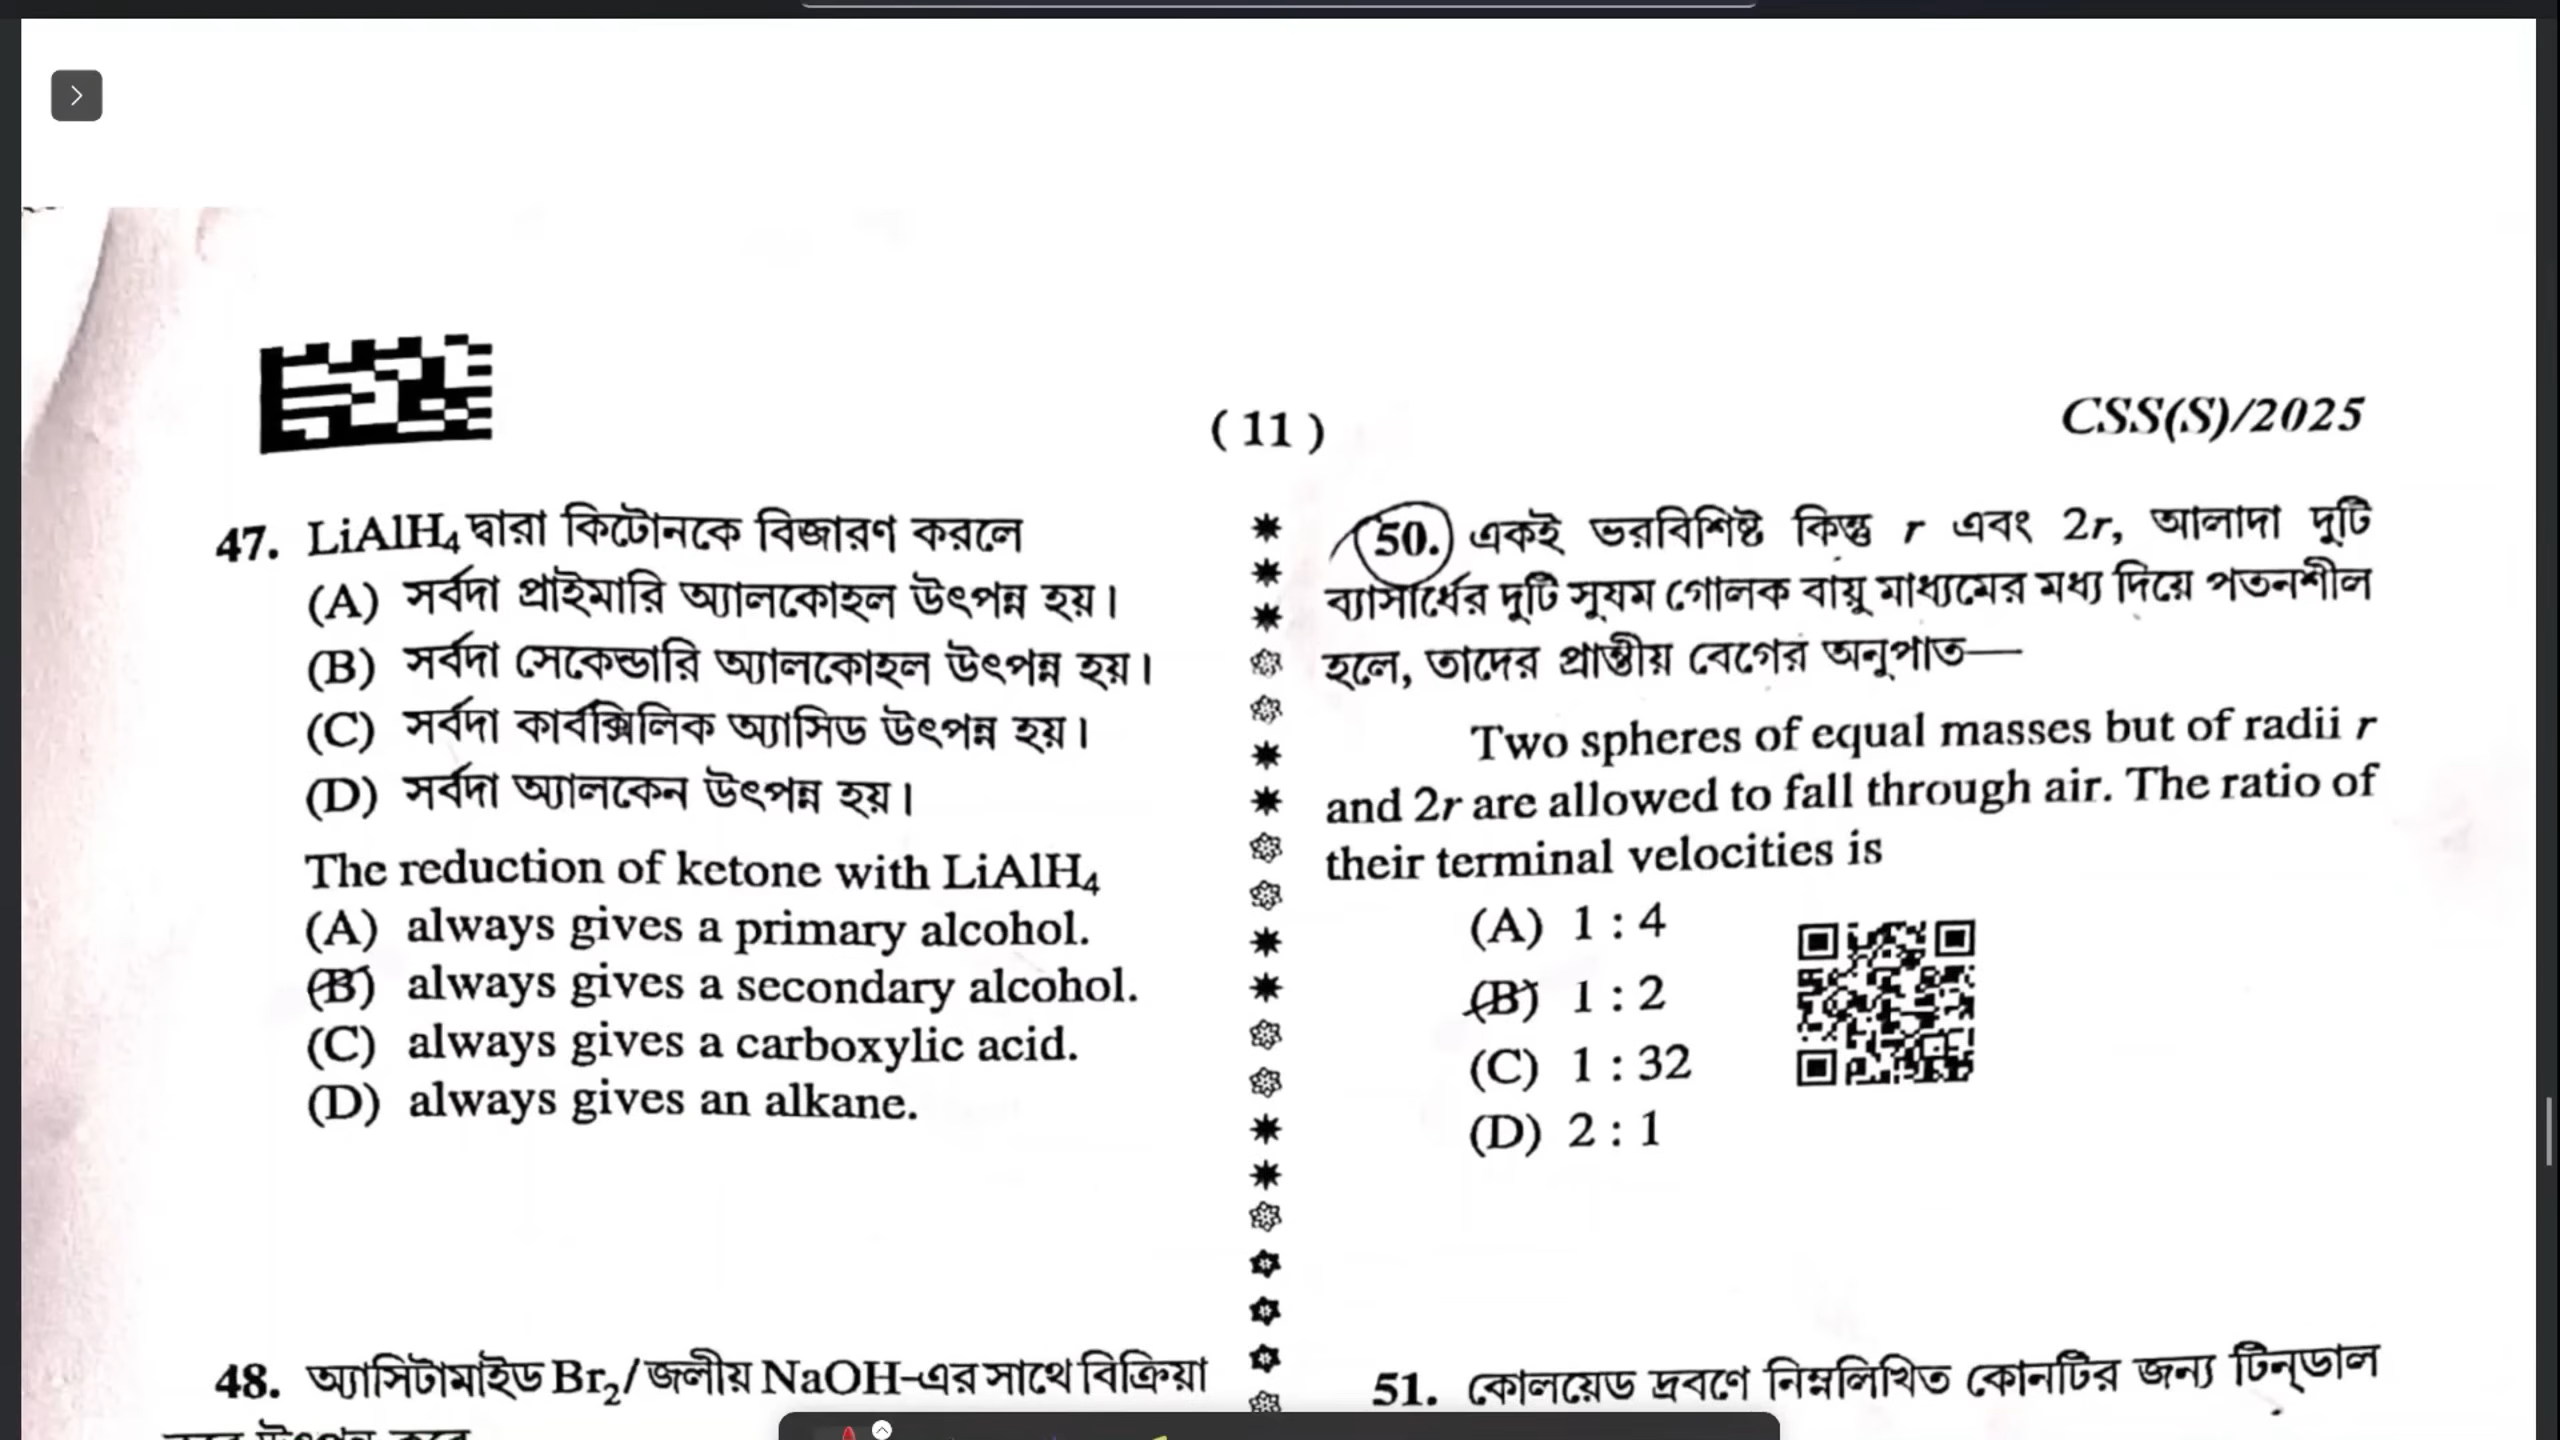 ( 11 )
CSS(S)/2025
47. LiAlH₄ দ্বারা কিটোনকে বিজারণ করলে
(A) সর্বদা প্রাইমারি অ্যালকোহল উৎপন্ন হয়।
(B) সর্বদা সেকেন্ডারি অ্যালকোহল উৎপন্ন হয়।
(C) সর্বদা কার্বক্সিলিক অ্যাসিড উৎপন্ন হয়।
(D) সর্বদা অ্যালকেন উৎপন্ন হয়।
The reduction of ketone with LiAlH₄
(A) always gives a primary alcohol.
(B) always gives a secondary alcohol.
(C) always gives a carboxylic acid.
(D) always gives an alkane.
48. অ্যাসিটামাইড Br₂/জলীয় NaOH-এর সাথে বিক্রিয়া
50. একই ভরবিশিষ্ট কিন্তু r এবং 2r, আলাদা দুটি
ব্যাসার্ধের দুটি সুষম গোলক বায়ু মাধ্যমের মধ্য দিয়ে পতনশীল
হলে, তাদের প্রান্তীয় বেগের অনুপাত—
Two spheres of equal masses but of radii r
and 2r are allowed to fall through air. The ratio of
their terminal velocities is
(A) 1 : 4
(B) 1 : 2
(C) 1 : 32
(D) 2 : 1
51. কোলয়েড দ্রবণে নিম্নলিখিত কোনটির জন্য টিন্‌ডাল